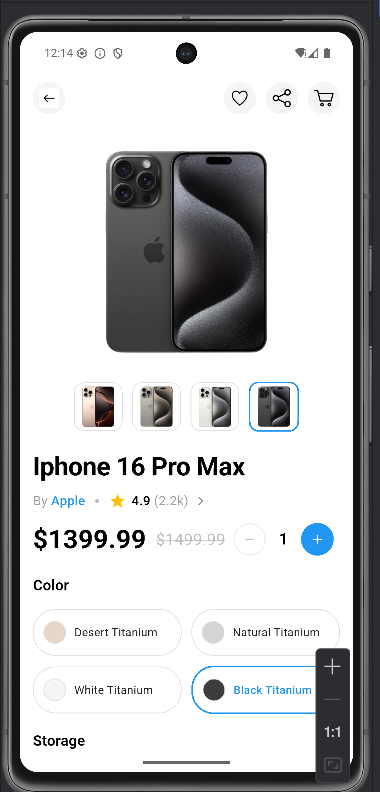 12:14
Iphone 16 Pro Max
By Apple • 4.9 (2.2k)
$1399.99 $1499.99 − 1 +
Color
Desert Titanium Natural Titanium
White Titanium Black Titanium
Storage
1:1